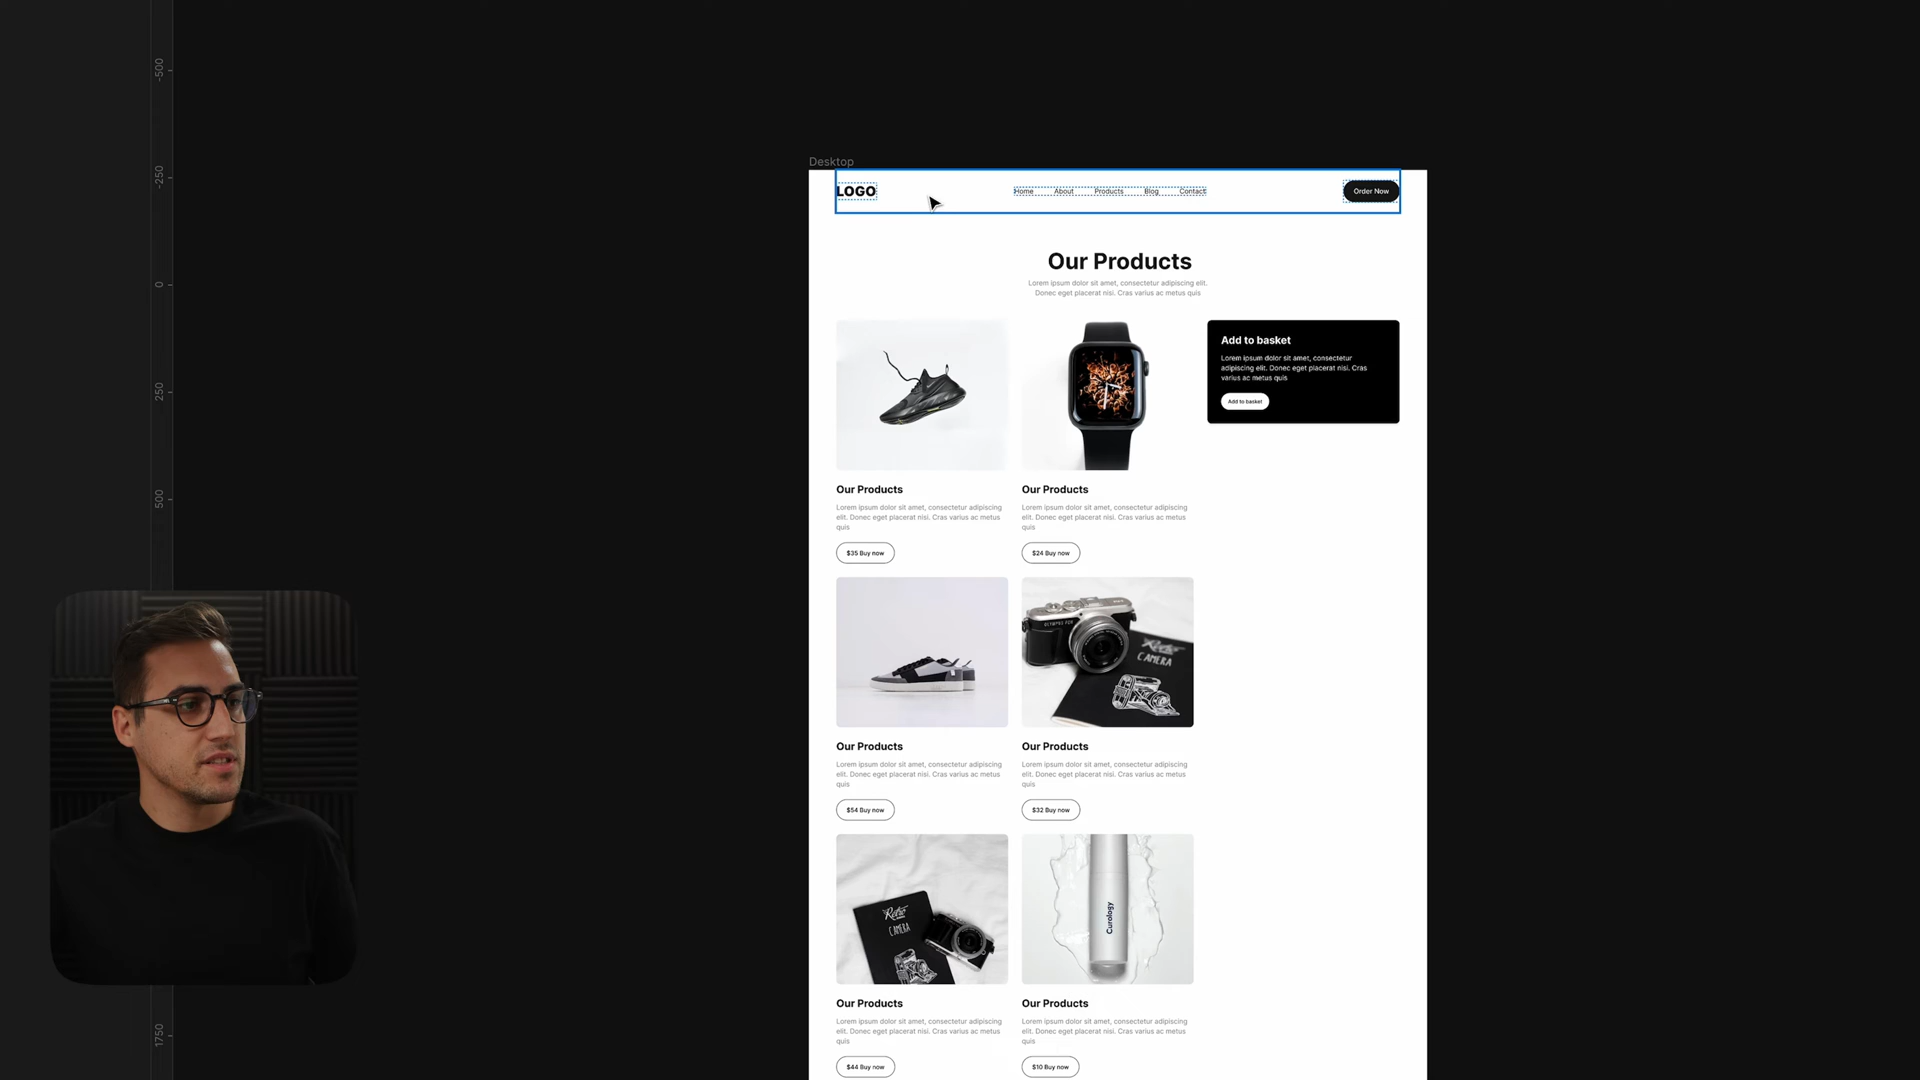 -500
-250
0
250
500
1750
Desktop
LOGO
Home About Products Blog Contact
Order Now
Our Products
Lorem ipsum dolor sit amet, consectetur adipiscing elit.
Donec eget placerat nisi. Cras varius ac metus quis
Add to basket
Lorem ipsum dolor sit amet, consectetur
adipiscing elit. Donec eget placerat nisi. Cras
varius ac metus quis
Add to basket
Our Products
Lorem ipsum dolor sit amet, consectetur adipiscing
elit. Donec eget placerat nisi. Cras varius ac metus
quis
$35 Buy now
Our Products
Lorem ipsum dolor sit amet, consectetur adipiscing
elit. Donec eget placerat nisi. Cras varius ac metus
quis
$24 Buy now
OLYMPUS PEN
Retro
CAMERA
Our Products
Lorem ipsum dolor sit amet, consectetur adipiscing
elit. Donec eget placerat nisi. Cras varius ac metus
quis
$54 Buy now
Our Products
Lorem ipsum dolor sit amet, consectetur adipiscing
elit. Donec eget placerat nisi. Cras varius ac metus
quis
$32 Buy now
Retro
CAMERA
Curology
Our Products
Lorem ipsum dolor sit amet, consectetur adipiscing
elit. Donec eget placerat nisi. Cras varius ac metus
quis
$44 Buy now
Our Products
Lorem ipsum dolor sit amet, consectetur adipiscing
elit. Donec eget placerat nisi. Cras varius ac metus
quis
$10 Buy now